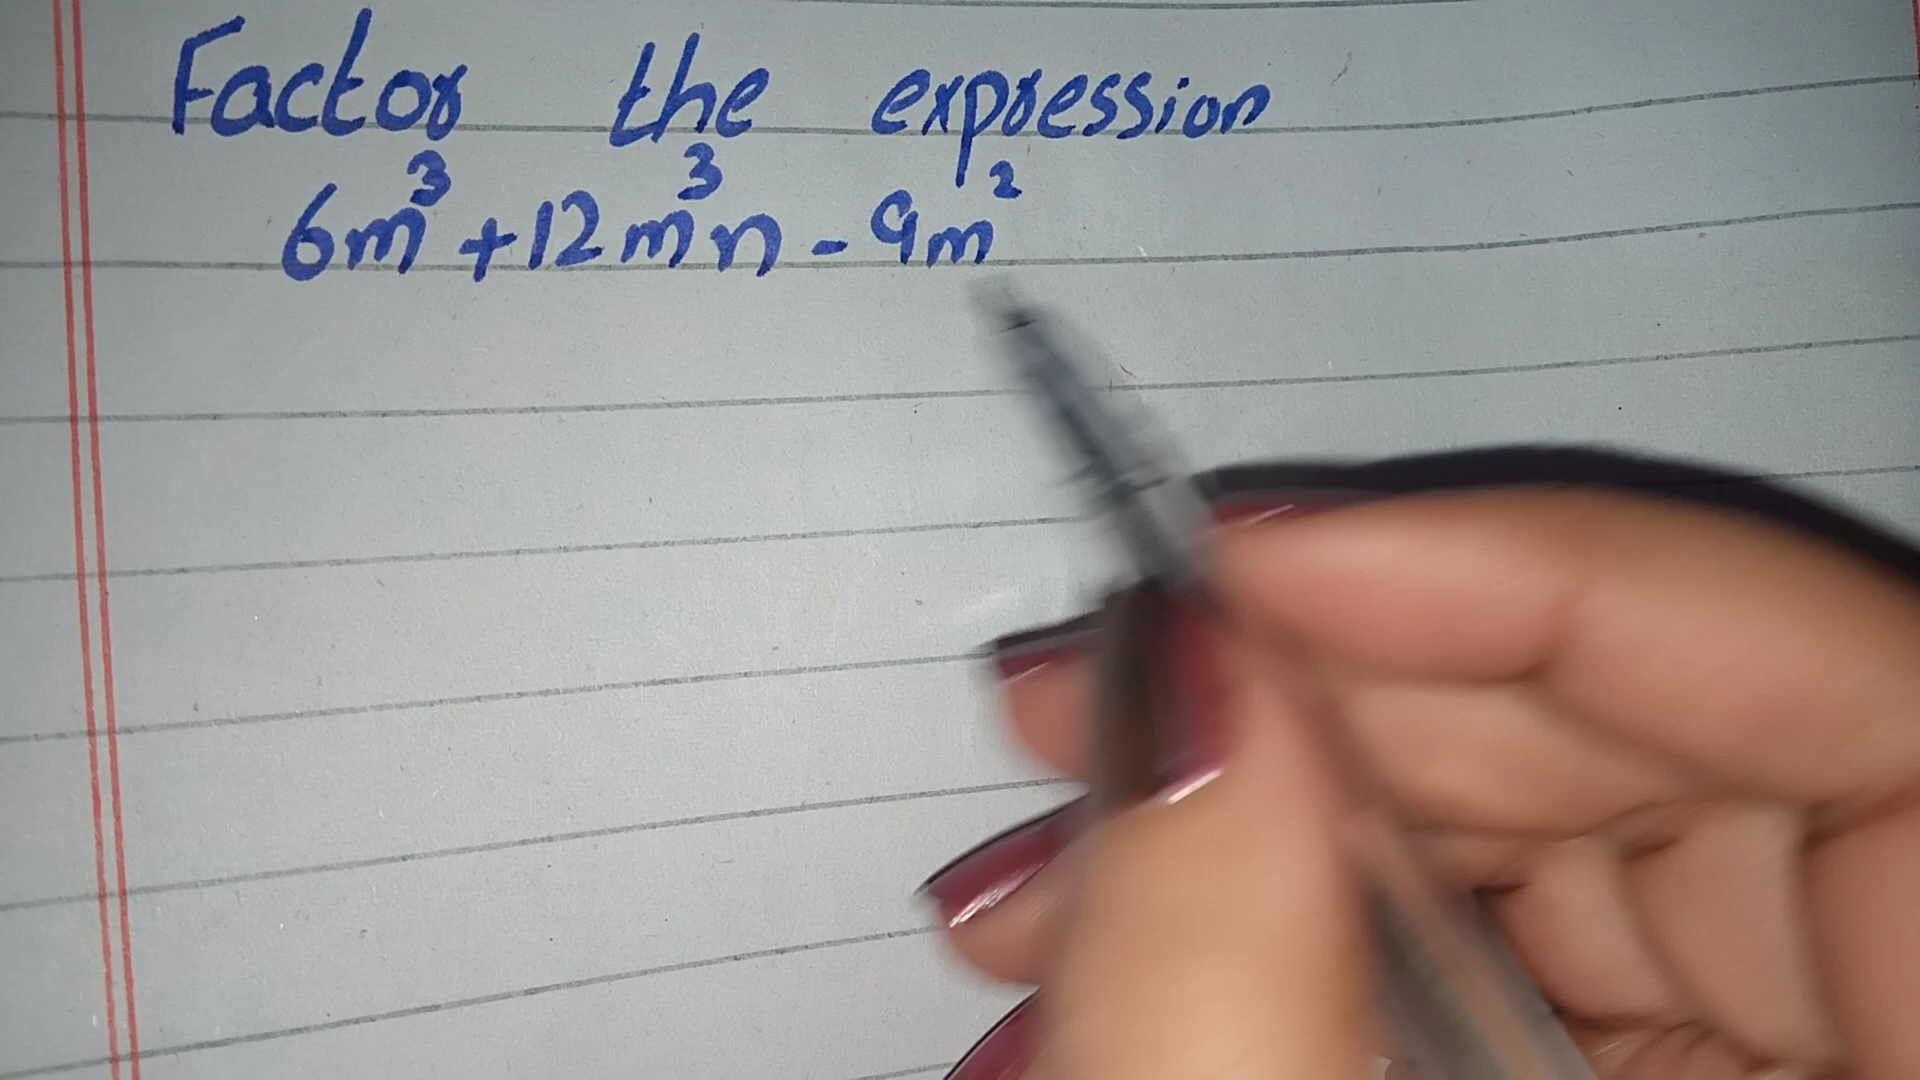 Factor the expression
6m³+12m³n-9m²